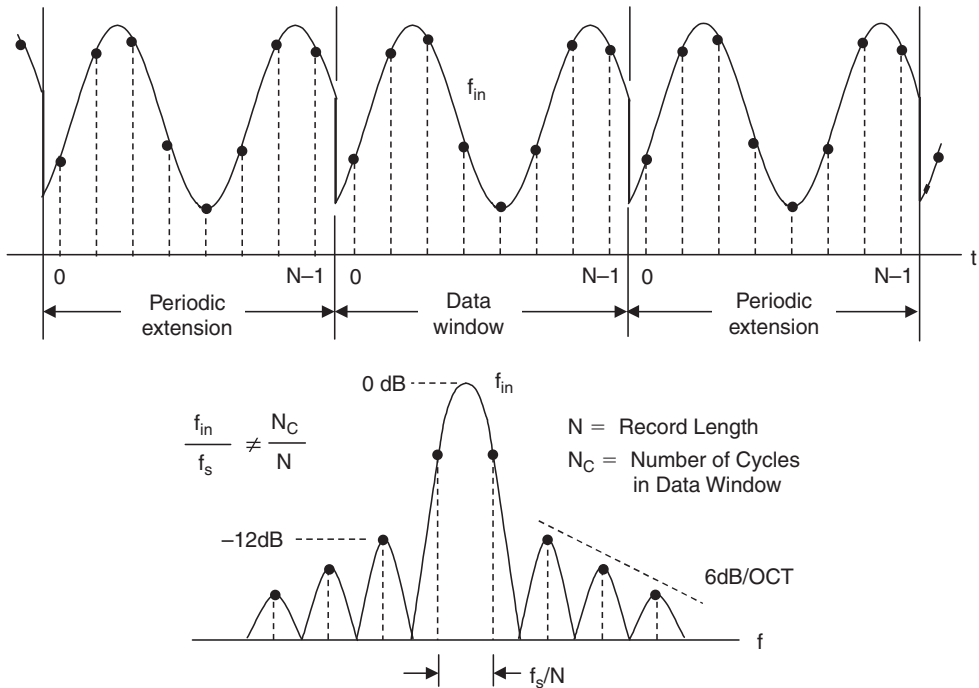 f_in
t
0
N–1
0
N–1
0
N–1
Periodic
extension
Data
window
Periodic
extension
0 dB
f_in
f_in
f_s
≠
N_C
N
N = Record Length
N_C = Number of Cycles
in Data Window
–12dB
6dB/OCT
f
f_s/N